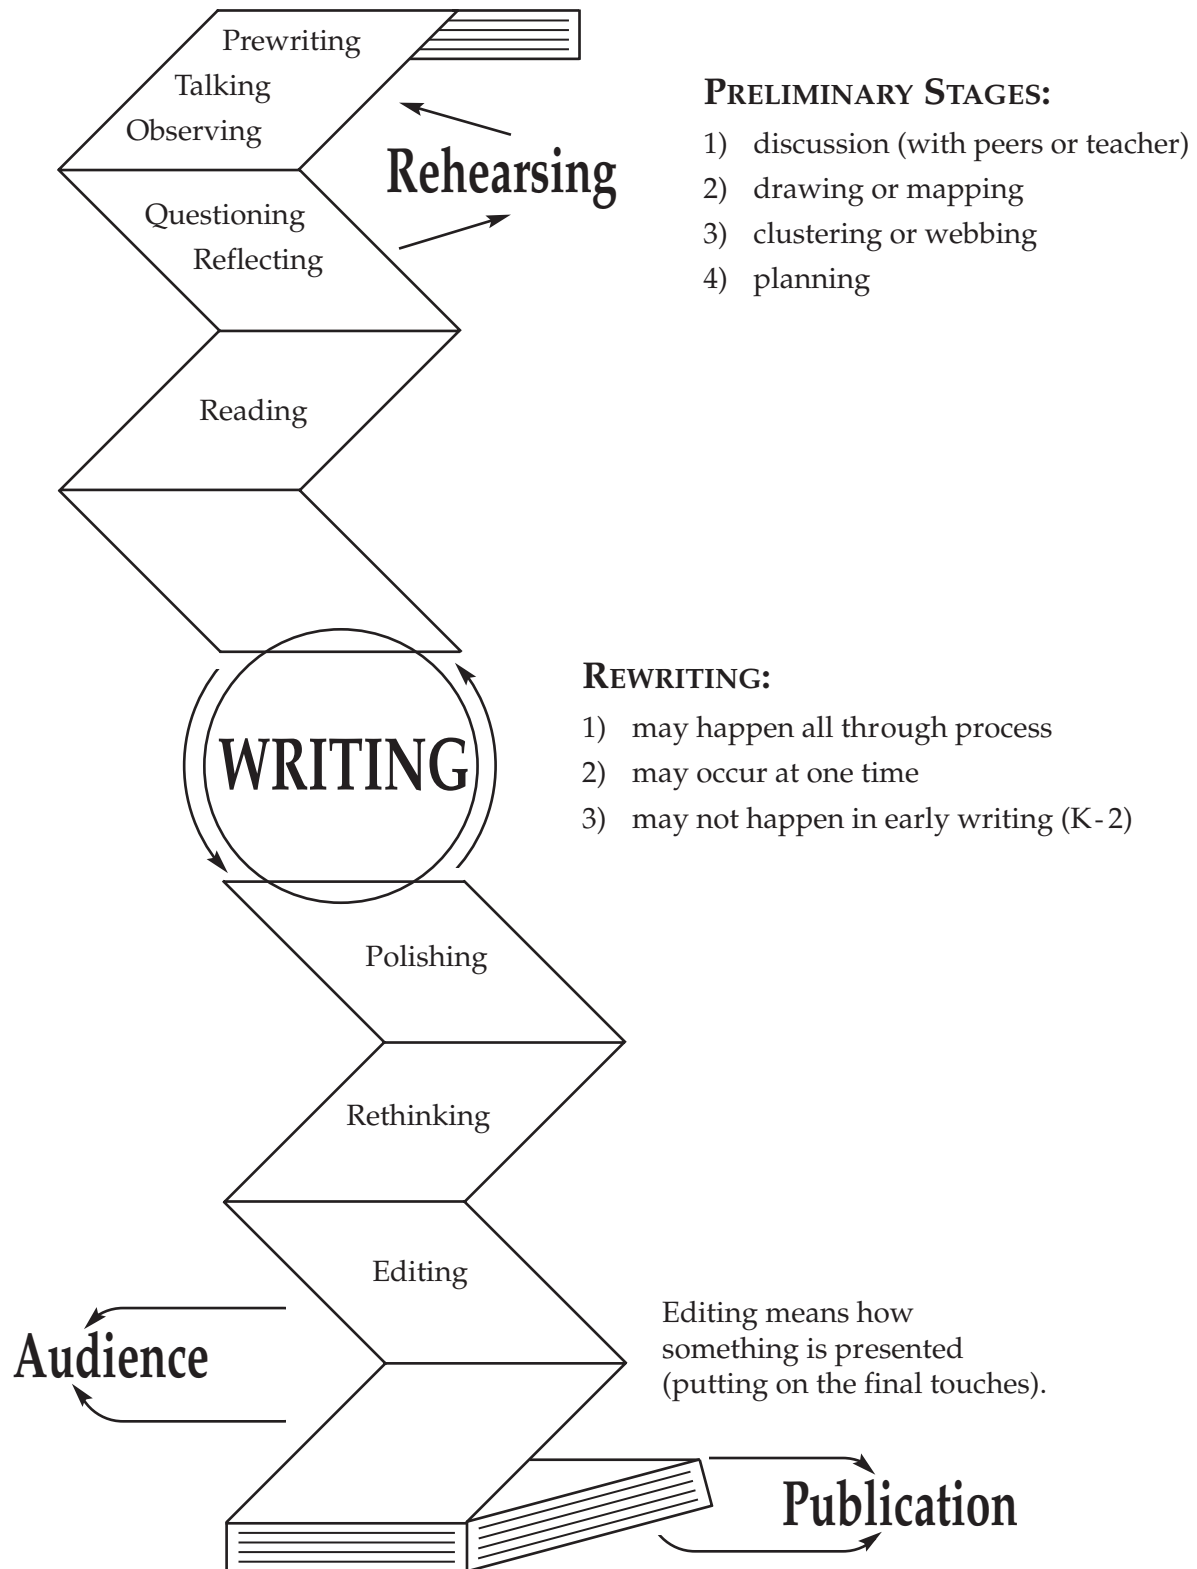 Prewriting
Talking
Observing
Rehearsing
Questioning
Reflecting
Reading
PRELIMINARY STAGES:
1) discussion (with peers or teacher)
2) drawing or mapping
3) clustering or webbing
4) planning
WRITING
REWRITING:
1) may happen all through process
2) may occur at one time
3) may not happen in early writing (K-2)
Polishing
Rethinking
Editing
Audience
Editing means how
something is presented
(putting on the final touches).
Publication